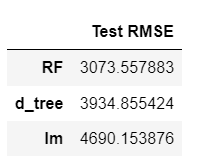 Test RMSE
RF 3073.557883
d_tree 3934.855424
lm 4690.153876